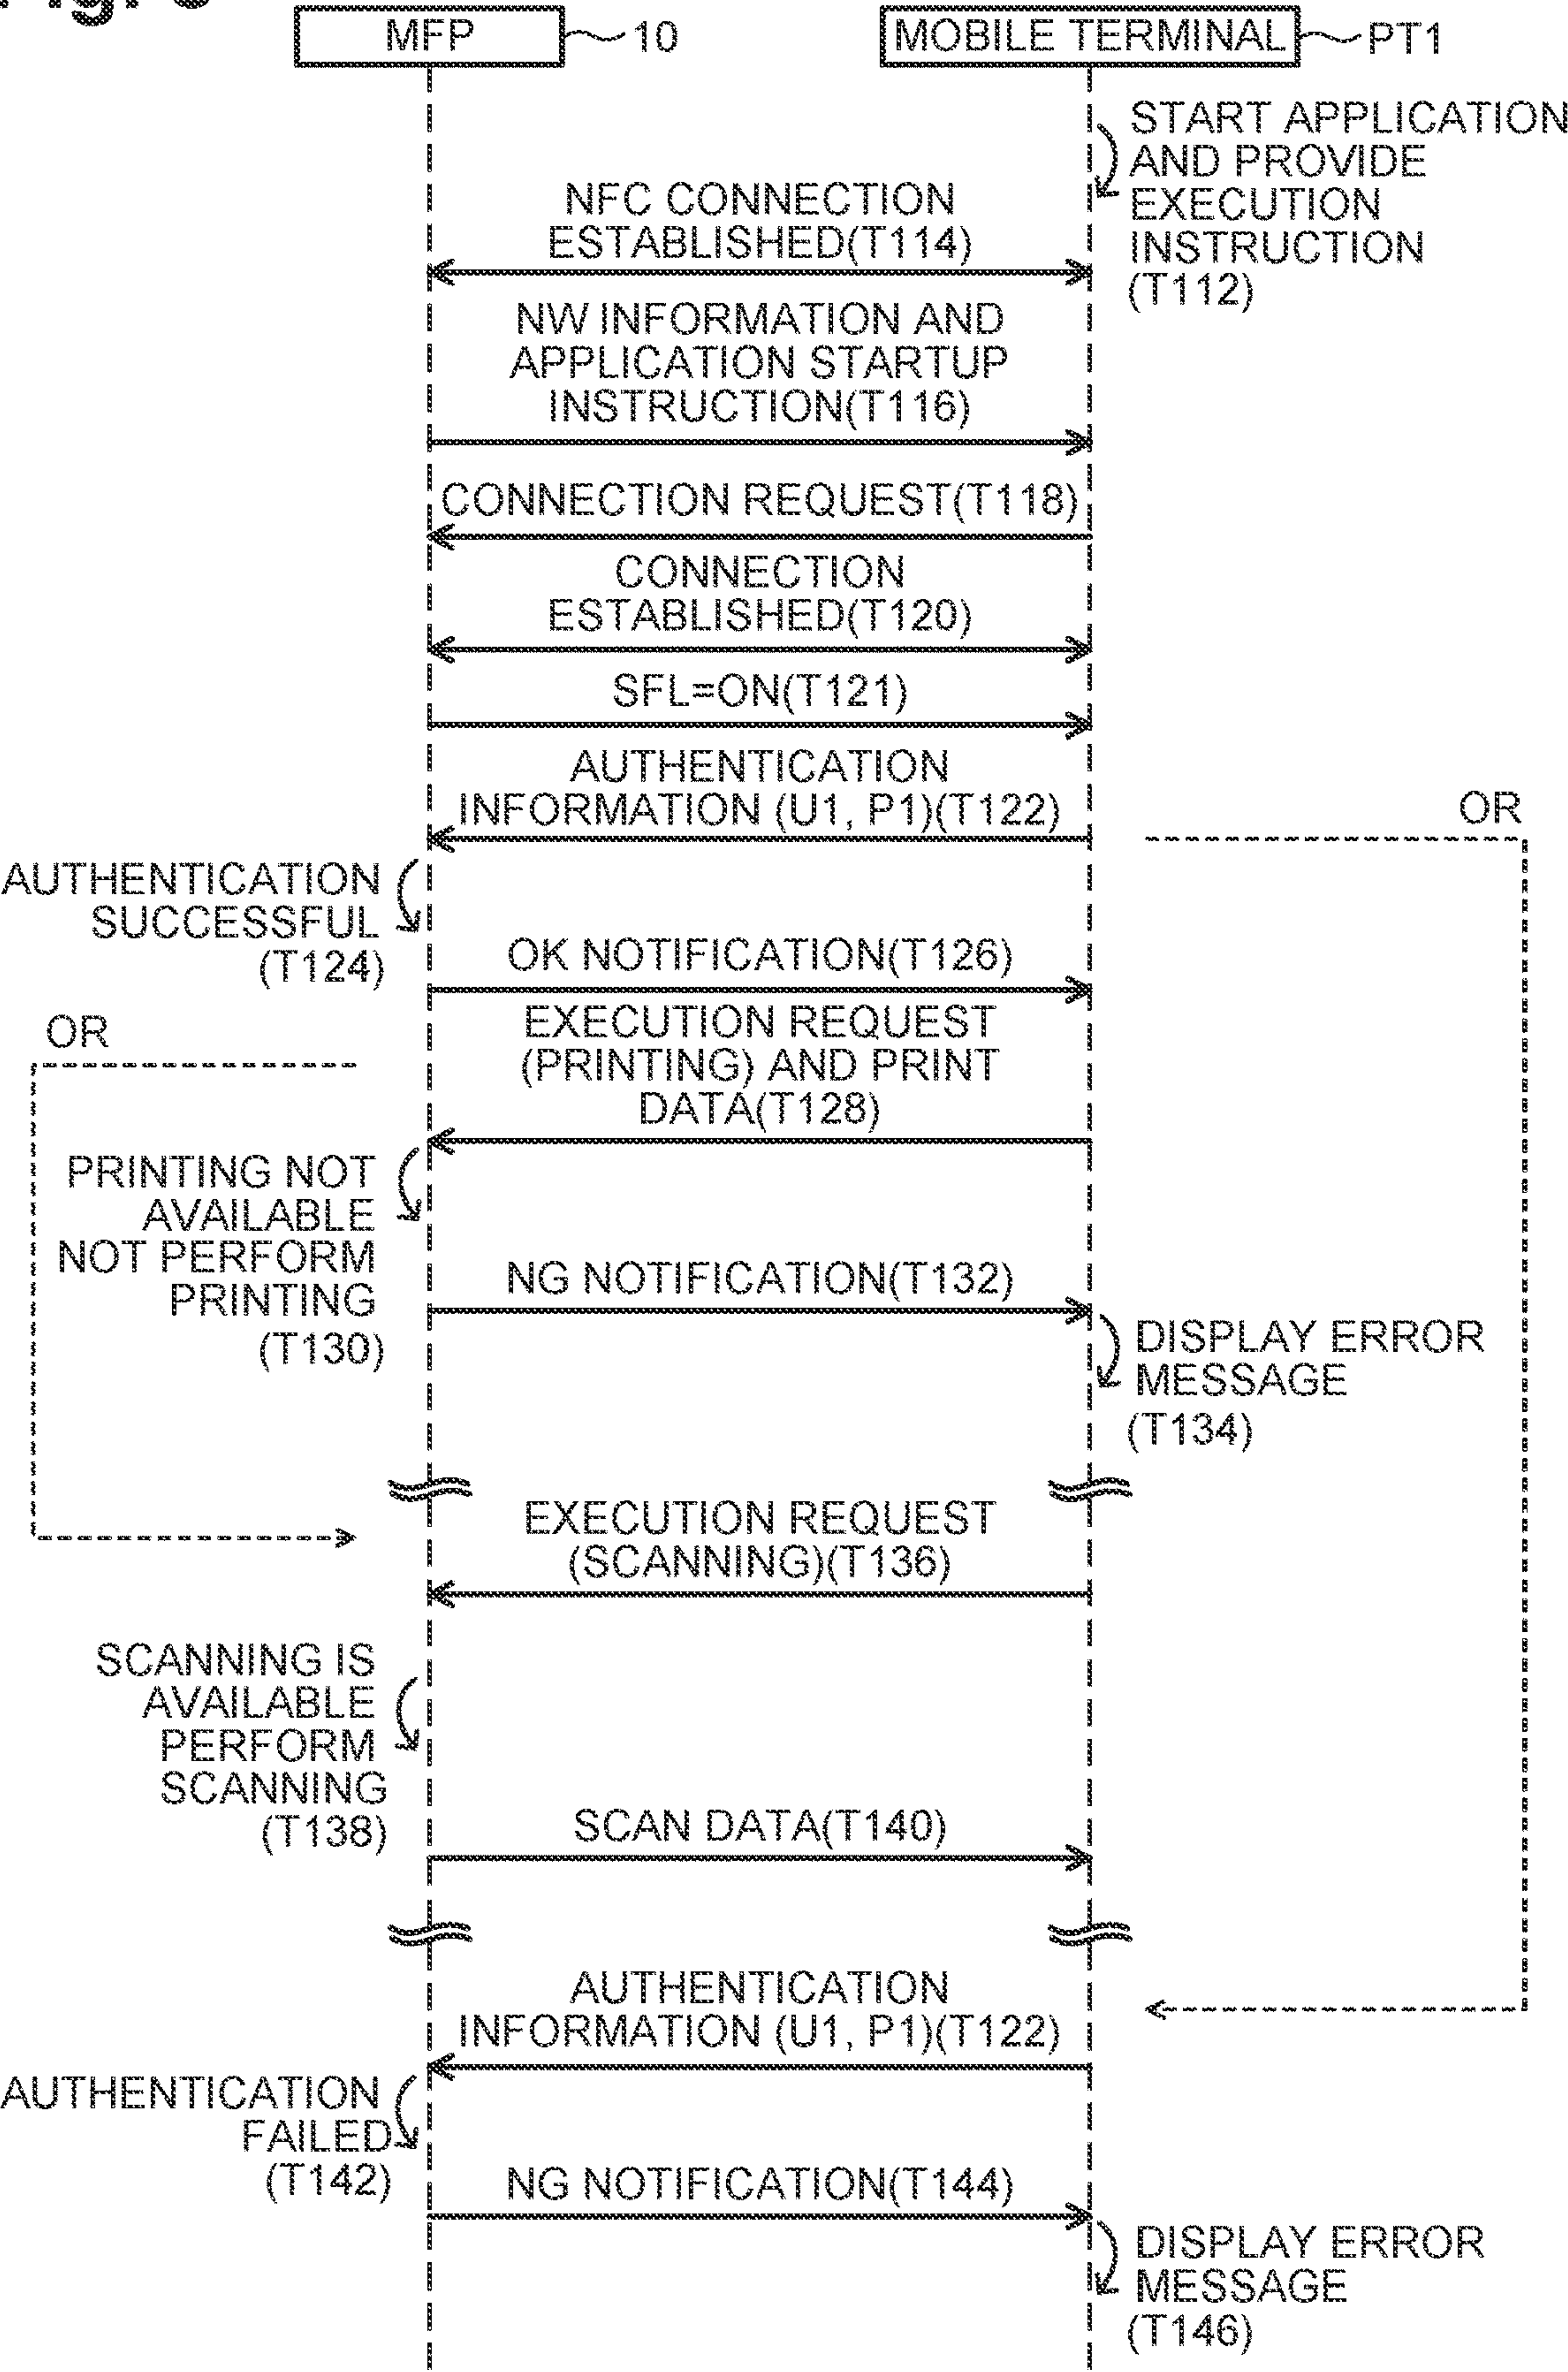 MFP
10
MOBILE TERMINAL
PT1
START APPLICATION
AND PROVIDE
EXECUTION
INSTRUCTION
(T112)
NFC CONNECTION
ESTABLISHED(T114)
NW INFORMATION AND
APPLICATION STARTUP
INSTRUCTION(T116)
CONNECTION REQUEST(T118)
CONNECTION
ESTABLISHED(T120)
SFL=ON(T121)
AUTHENTICATION
INFORMATION (U1, P1)(T122)
OR
AUTHENTICATION
SUCCESSFUL
(T124)
OK NOTIFICATION(T126)
OR
EXECUTION REQUEST
(PRINTING) AND PRINT
DATA(T128)
PRINTING NOT
AVAILABLE
NOT PERFORM
PRINTING
(T130)
NG NOTIFICATION(T132)
DISPLAY ERROR
MESSAGE
(T134)
EXECUTION REQUEST
(SCANNING)(T136)
SCANNING IS
AVAILABLE
PERFORM
SCANNING
(T138)
SCAN DATA(T140)
AUTHENTICATION
INFORMATION (U1, P1)(T122)
AUTHENTICATION
FAILED
(T142)
NG NOTIFICATION(T144)
DISPLAY ERROR
MESSAGE
(T146)